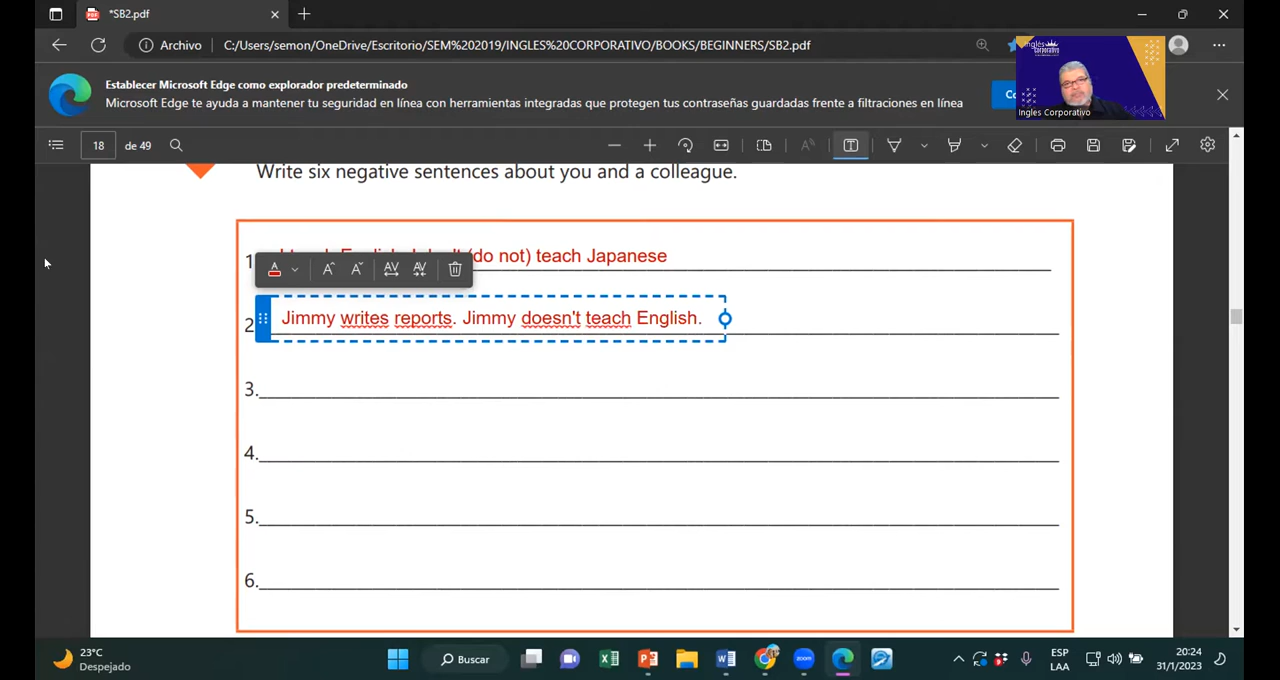 *SB2.pdf
Archivo
C:/Users/semon/OneDrive/Escritorio/SEM%202019/INGLES%20CORPORATIVO/BOOKS/BEGINNERS/SB2.pdf
Establecer Microsoft Edge como explorador predeterminado
Microsoft Edge te ayuda a mantener tu seguridad en línea con herramientas integradas que protegen tus contraseñas guardadas frente a filtraciones en línea
Ingles Corporativo
18 de 49
Write six negative sentences about you and a colleague.
1 (do not) teach Japanese
2 Jimmy writes reports. Jimmy doesn't teach English.
3.
4.
5.
6.
23°C
Despejado
Buscar
ESP
LAA
20:24
31/1/2023